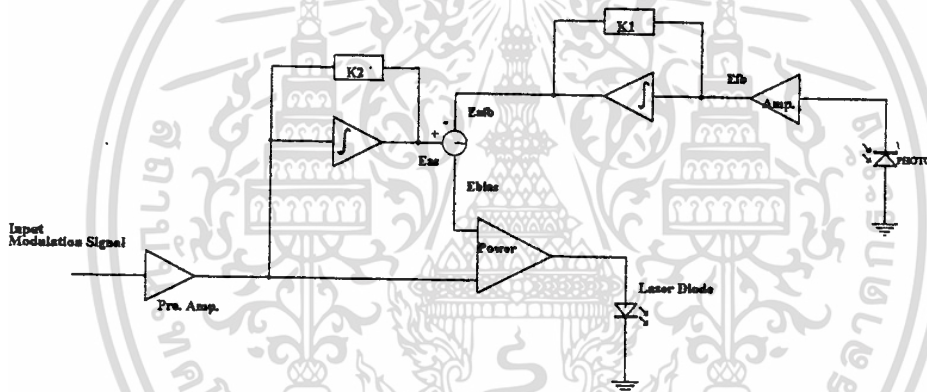 K1
K2
Efb
Amp.
Eafb
+ -
Eas
PHOTO
Ebias
Input
Modulation Signal
Power
Pre. Amp.
Laser Diode